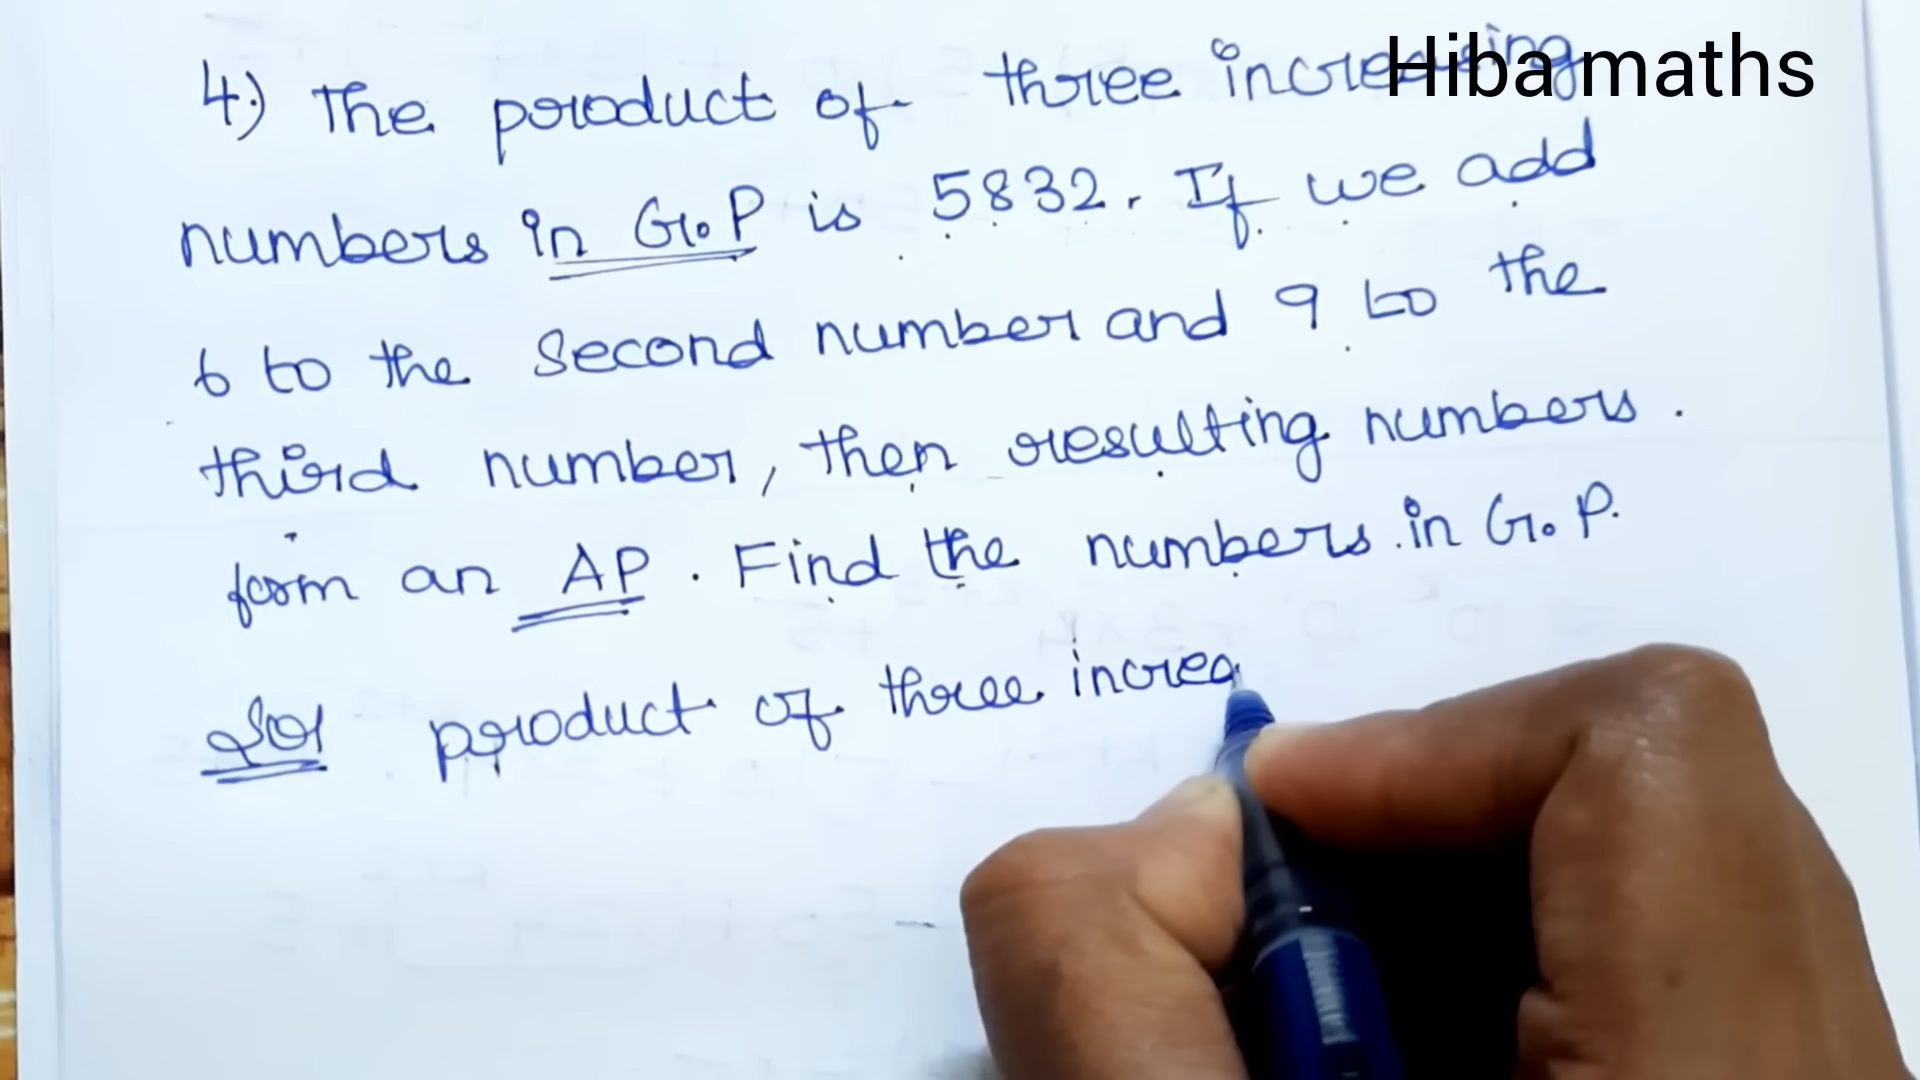 Hiba maths
4.) The product of three increasing
numbers in G.P is 5832. If we add
6 to the second number and 9 to the
third number, then resulting numbers.
form an AP. Find the numbers in G.P.
Sol product of three increa